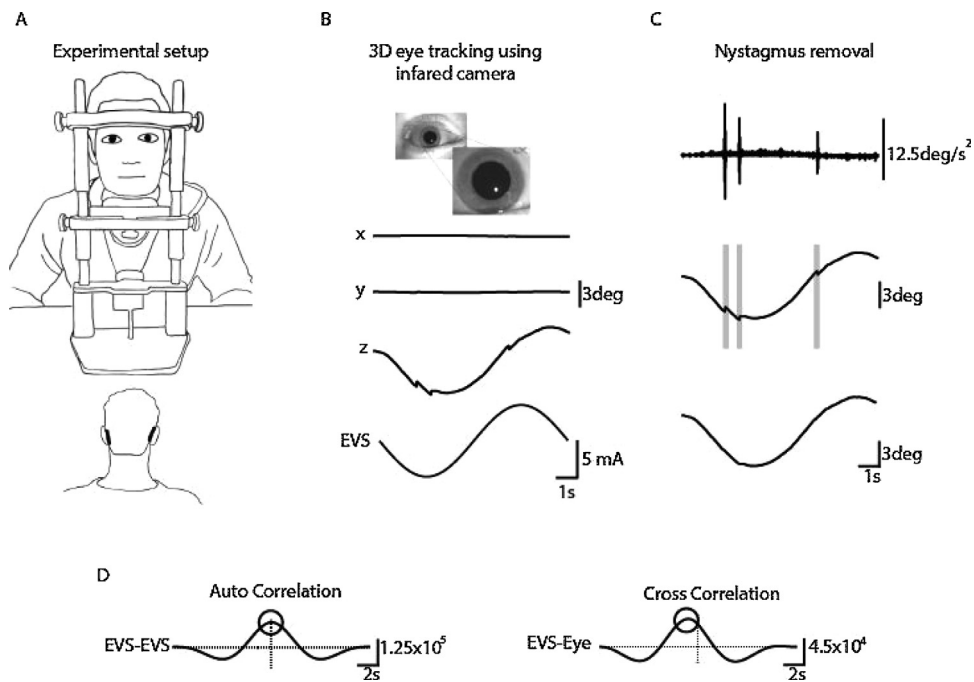 A
Experimental setup
B
3D eye tracking using
infared camera
x
y
3deg
z
EVS
5 mA
1s
C
Nystagmus removal
12.5deg/s²
3deg
3deg
1s
D
Auto Correlation
EVS-EVS
1.25x10⁵
2s
Cross Correlation
EVS-Eye
4.5x10⁴
2s